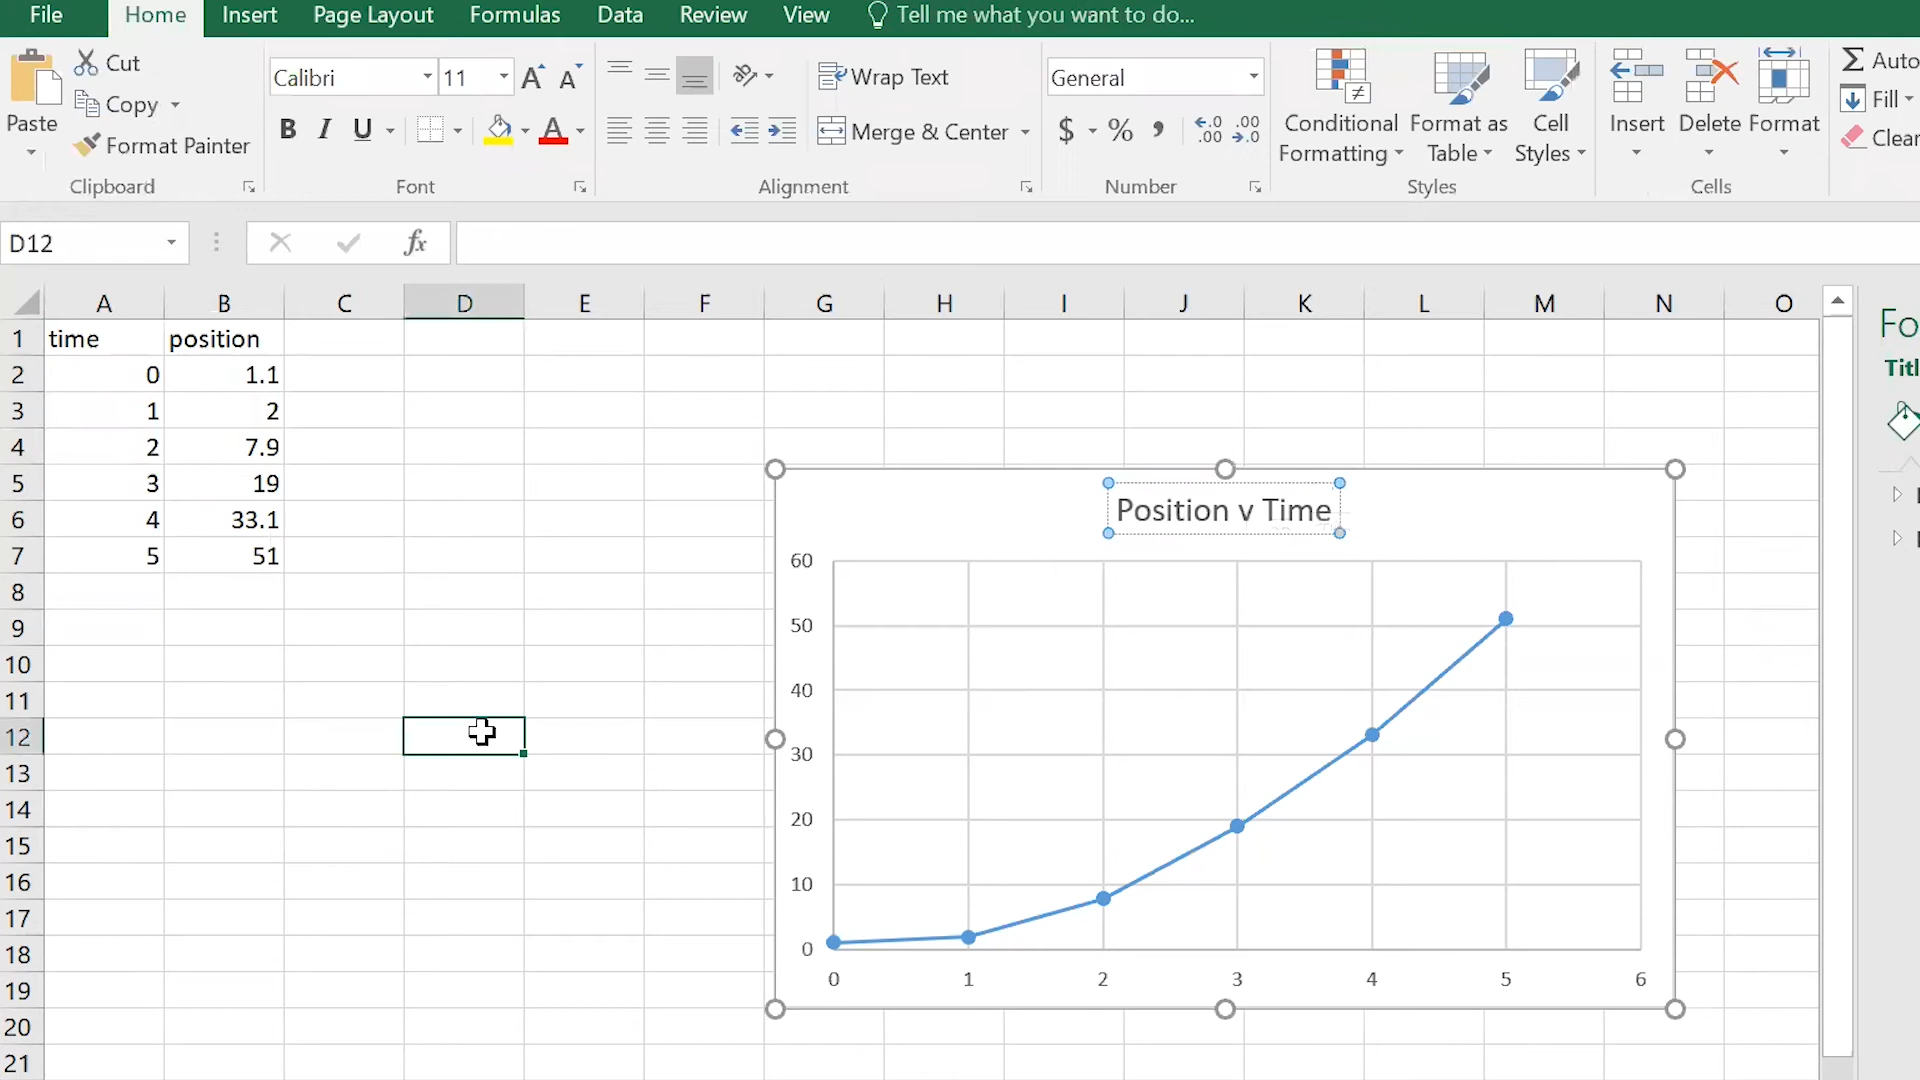 File Home Insert Page Layout Formulas Data Review View Tell me what you want to do...
Paste
Cut
Copy
Format Painter
Clipboard
Calibri 11 A A
B I U A
Font
Wrap Text
Merge & Center
Alignment
General
$ % , .0 .00 .00 .0
Number
Conditional Formatting
Format as Table
Cell Styles
Styles
Insert Delete Format
Cells
Σ Auto
Fill
Clear
D12 fx
A B C D E F G H I J K L M N O
1 time position
2 0 1.1
3 1 2
4 2 7.9
5 3 19
6 4 33.1
7 5 51
8
9
10
11
12
13
14
15
16
17
18
19
20
21
Position v Time
60
50
40
30
20
10
0
0 1 2 3 4 5 6
Fo
Titl